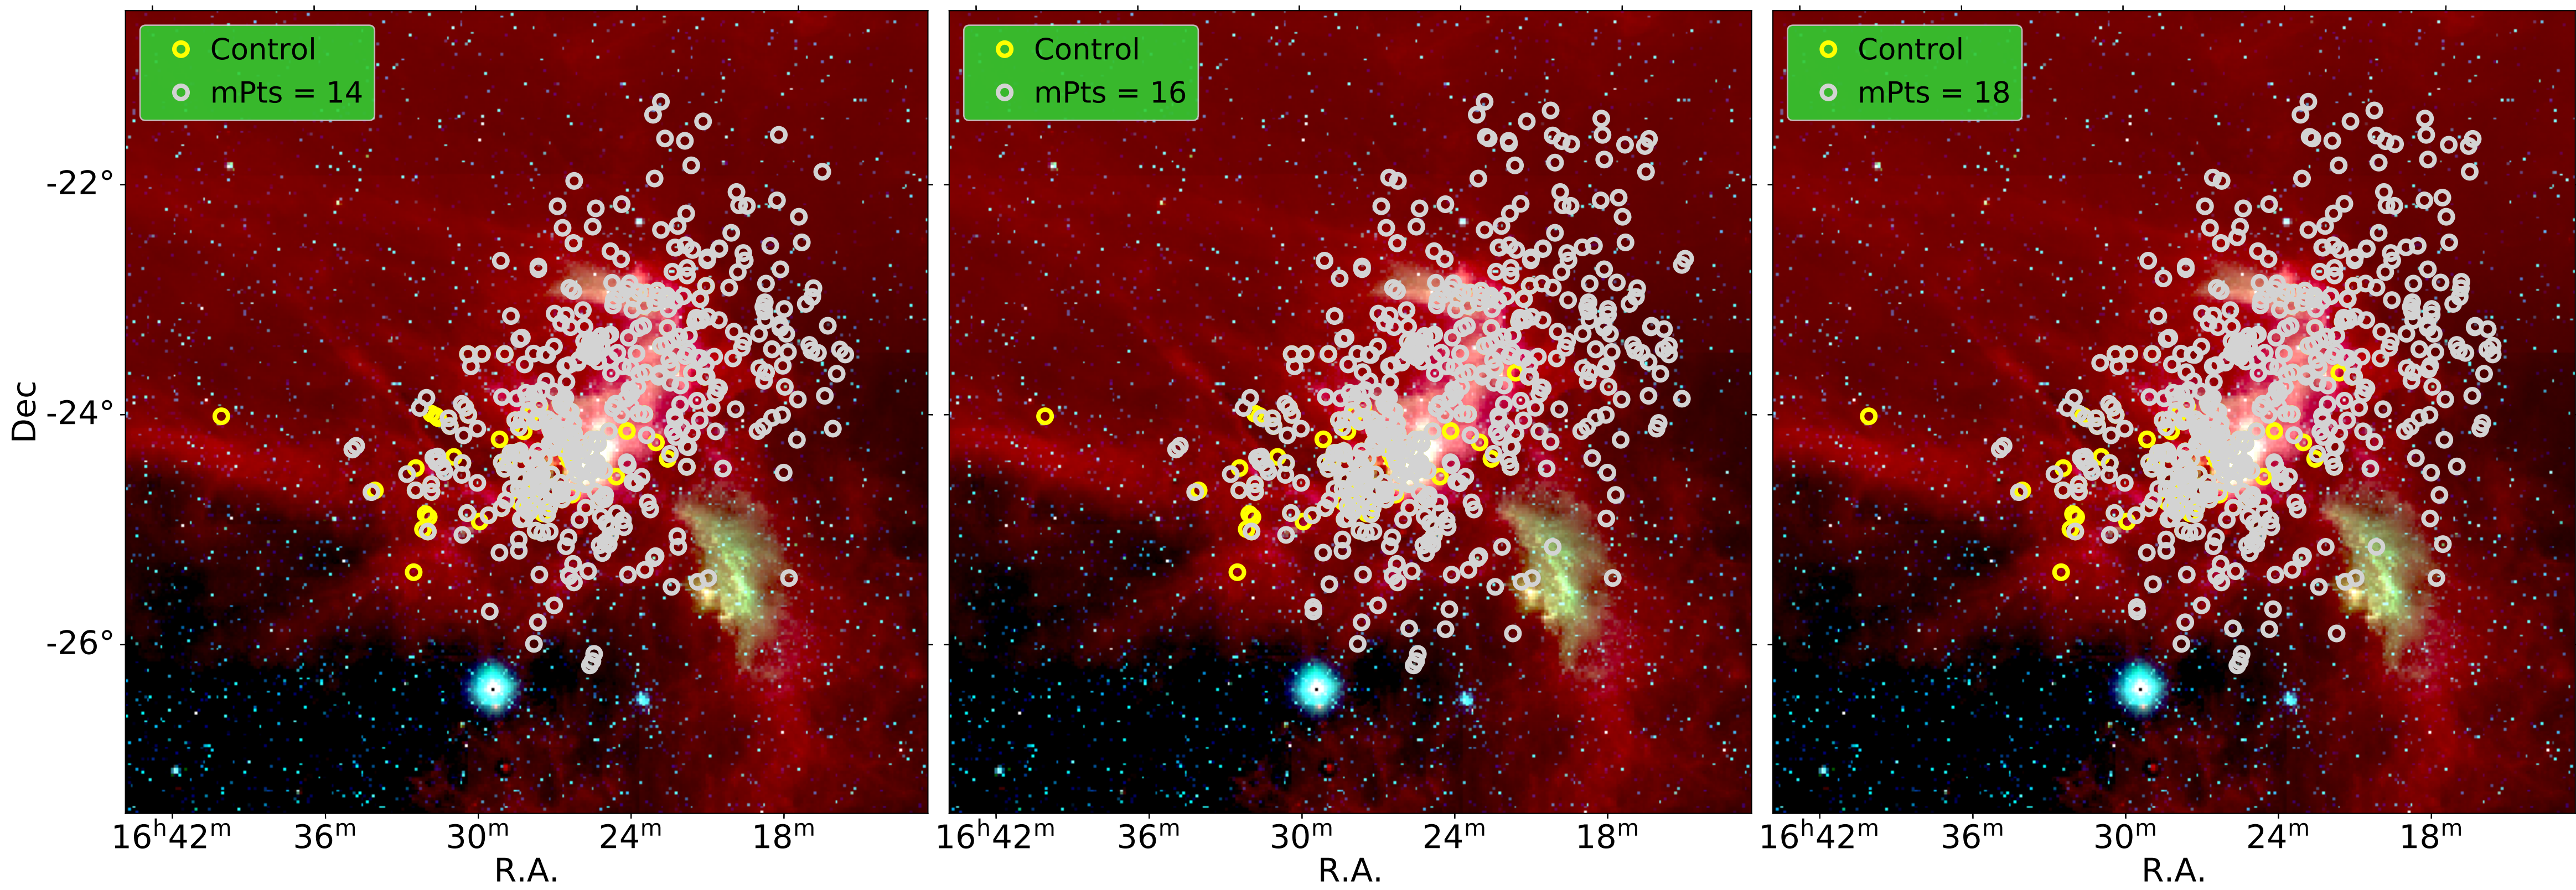 Control
mPts = 14
Control
mPts = 16
Control
mPts = 18
Dec
-22°
-24°
-26°
16h42m 36m 30m 24m 18m
16h42m 36m 30m 24m 18m
16h42m 36m 30m 24m 18m
R.A.
R.A.
R.A.